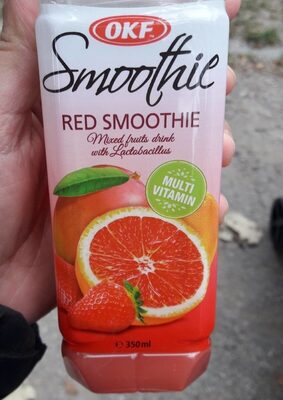 OKF
Smoothie
RED SMOOTHIE
Mixed fruits drink
with Lactobacillus
MULTI
VITAMIN
℮ 350ml